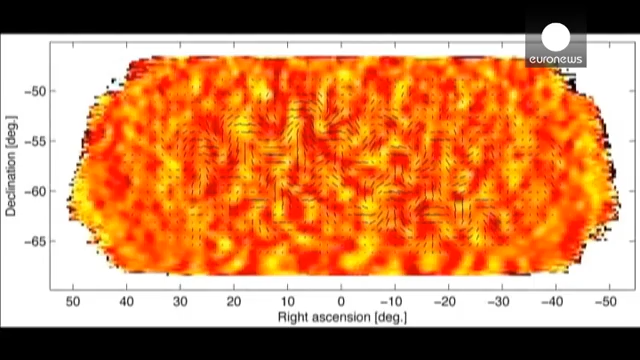 euronews
−50
−55
−60
−65
Declination [deg.]
50 40 30 20 10 0 −10 −20 −30 −40 −50
Right ascension [deg.]